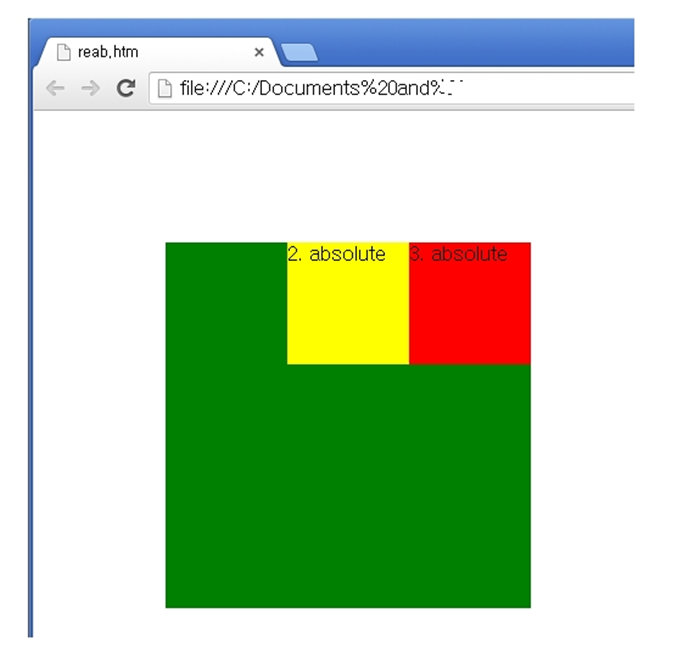 reab.htm
file:///C:/Documents%20and%
2. absolute
3. absolute